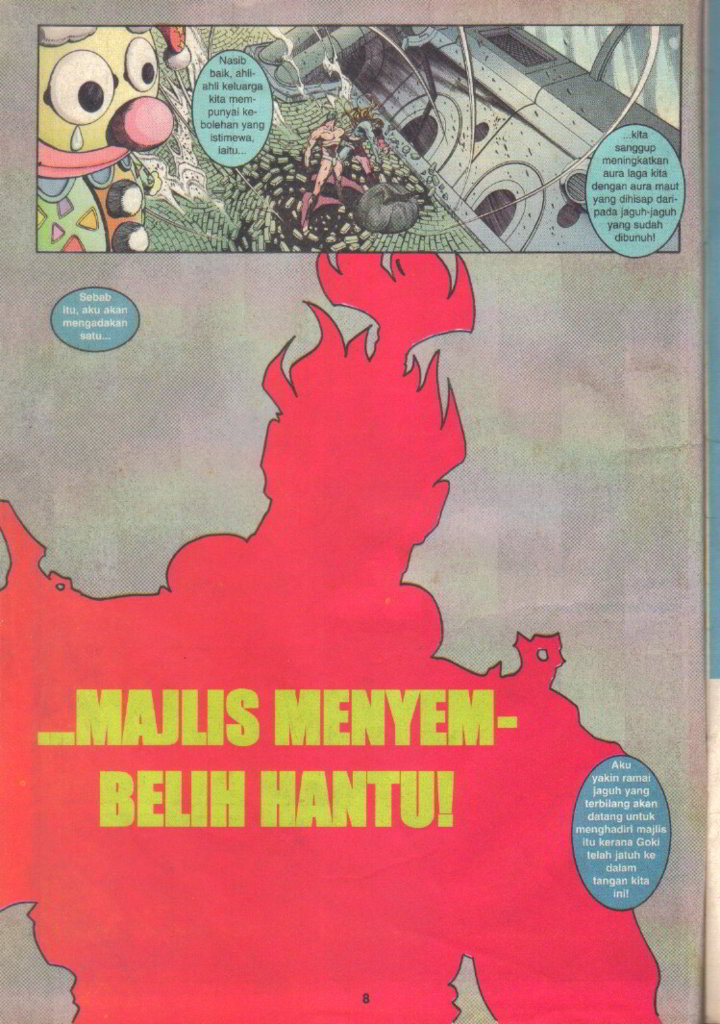 Nasib
baik, ahli-
ahli keluarga
kita mem-
punyai ke-
bolehan yang
istimewa,
iaitu...
...kita
sanggup
meningkatkan
aura laga kita
dengan aura maut
yang dihisap dari-
pada jaguh-jaguh
yang sudah
dibunuh!
Sebab
itu, aku akan
mengadakan
satu...
...MAJLIS MENYEM-
BELIH HANTU!
Aku
yakin ramai
jaguh yang
terbilang akan
datang untuk
menghadiri majlis
itu kerana Goki
telah jatuh ke
dalam
tangan kita
ini!
8